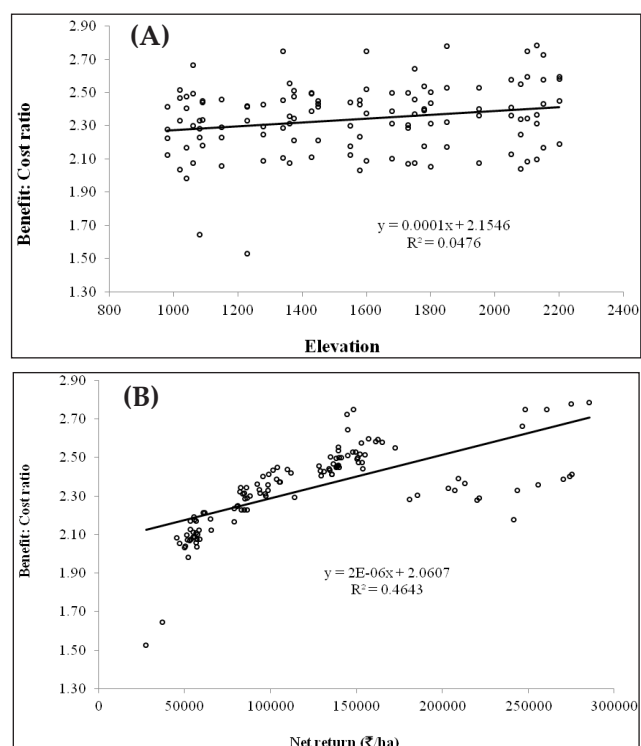 (A)
2.90
2.70
2.50
2.30
2.10
1.90
1.70
1.50
1.30
Benefit: Cost ratio
y = 0.0001x + 2.1546
R² = 0.0476
800 1000 1200 1400 1600 1800 2000 2200 2400
Elevation
(B)
2.90
2.70
2.50
2.30
2.10
1.90
1.70
1.50
1.30
Benefit: Cost ratio
y = 2E-06x + 2.0607
R² = 0.4643
0 50000 100000 150000 200000 250000 300000
Net return (₹/ha)